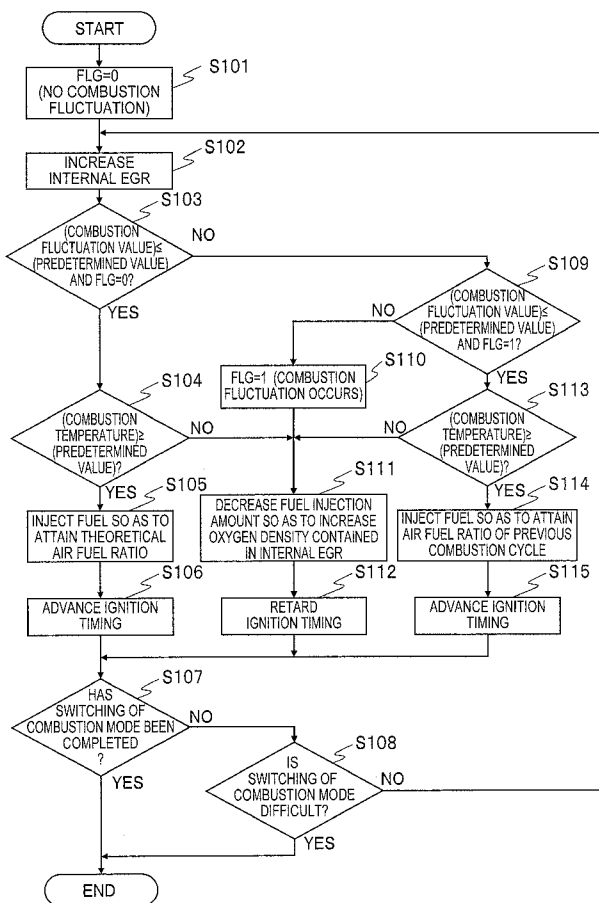 START
S101
FLG=0
(NO COMBUSTION
FLUCTUATION)
S102
INCREASE
INTERNAL EGR
S103
(COMBUSTION
FLUCTUATION VALUE)≤
(PREDETERMINED VALUE)
AND FLG=0?
NO
YES
S109
(COMBUSTION
FLUCTUATION VALUE)≤
(PREDETERMINED VALUE)
AND FLG=1?
NO
YES
S110
FLG=1 (COMBUSTION
FLUCTUATION OCCURS)
S104
(COMBUSTION
TEMPERATURE)≥
(PREDETERMINED
VALUE)?
NO
YES
S113
(COMBUSTION
TEMPERATURE)≥
(PREDETERMINED
VALUE)?
NO
YES
S105
INJECT FUEL SO AS TO
ATTAIN THEORETICAL
AIR FUEL RATIO
S111
DECREASE FUEL INJECTION
AMOUNT SO AS TO INCREASE
OXYGEN DENSITY CONTAINED
IN INTERNAL EGR
S114
INJECT FUEL SO AS TO ATTAIN
AIR FUEL RATIO OF PREVIOUS
COMBUSTION CYCLE
S106
ADVANCE IGNITION
TIMING
S112
RETARD
IGNITION TIMING
S115
ADVANCE IGNITION
TIMING
S107
HAS
SWITCHING OF
COMBUSTION MODE BEEN
COMPLETED
?
NO
YES
S108
IS
SWITCHING OF
COMBUSTION MODE
DIFFICULT?
NO
YES
END